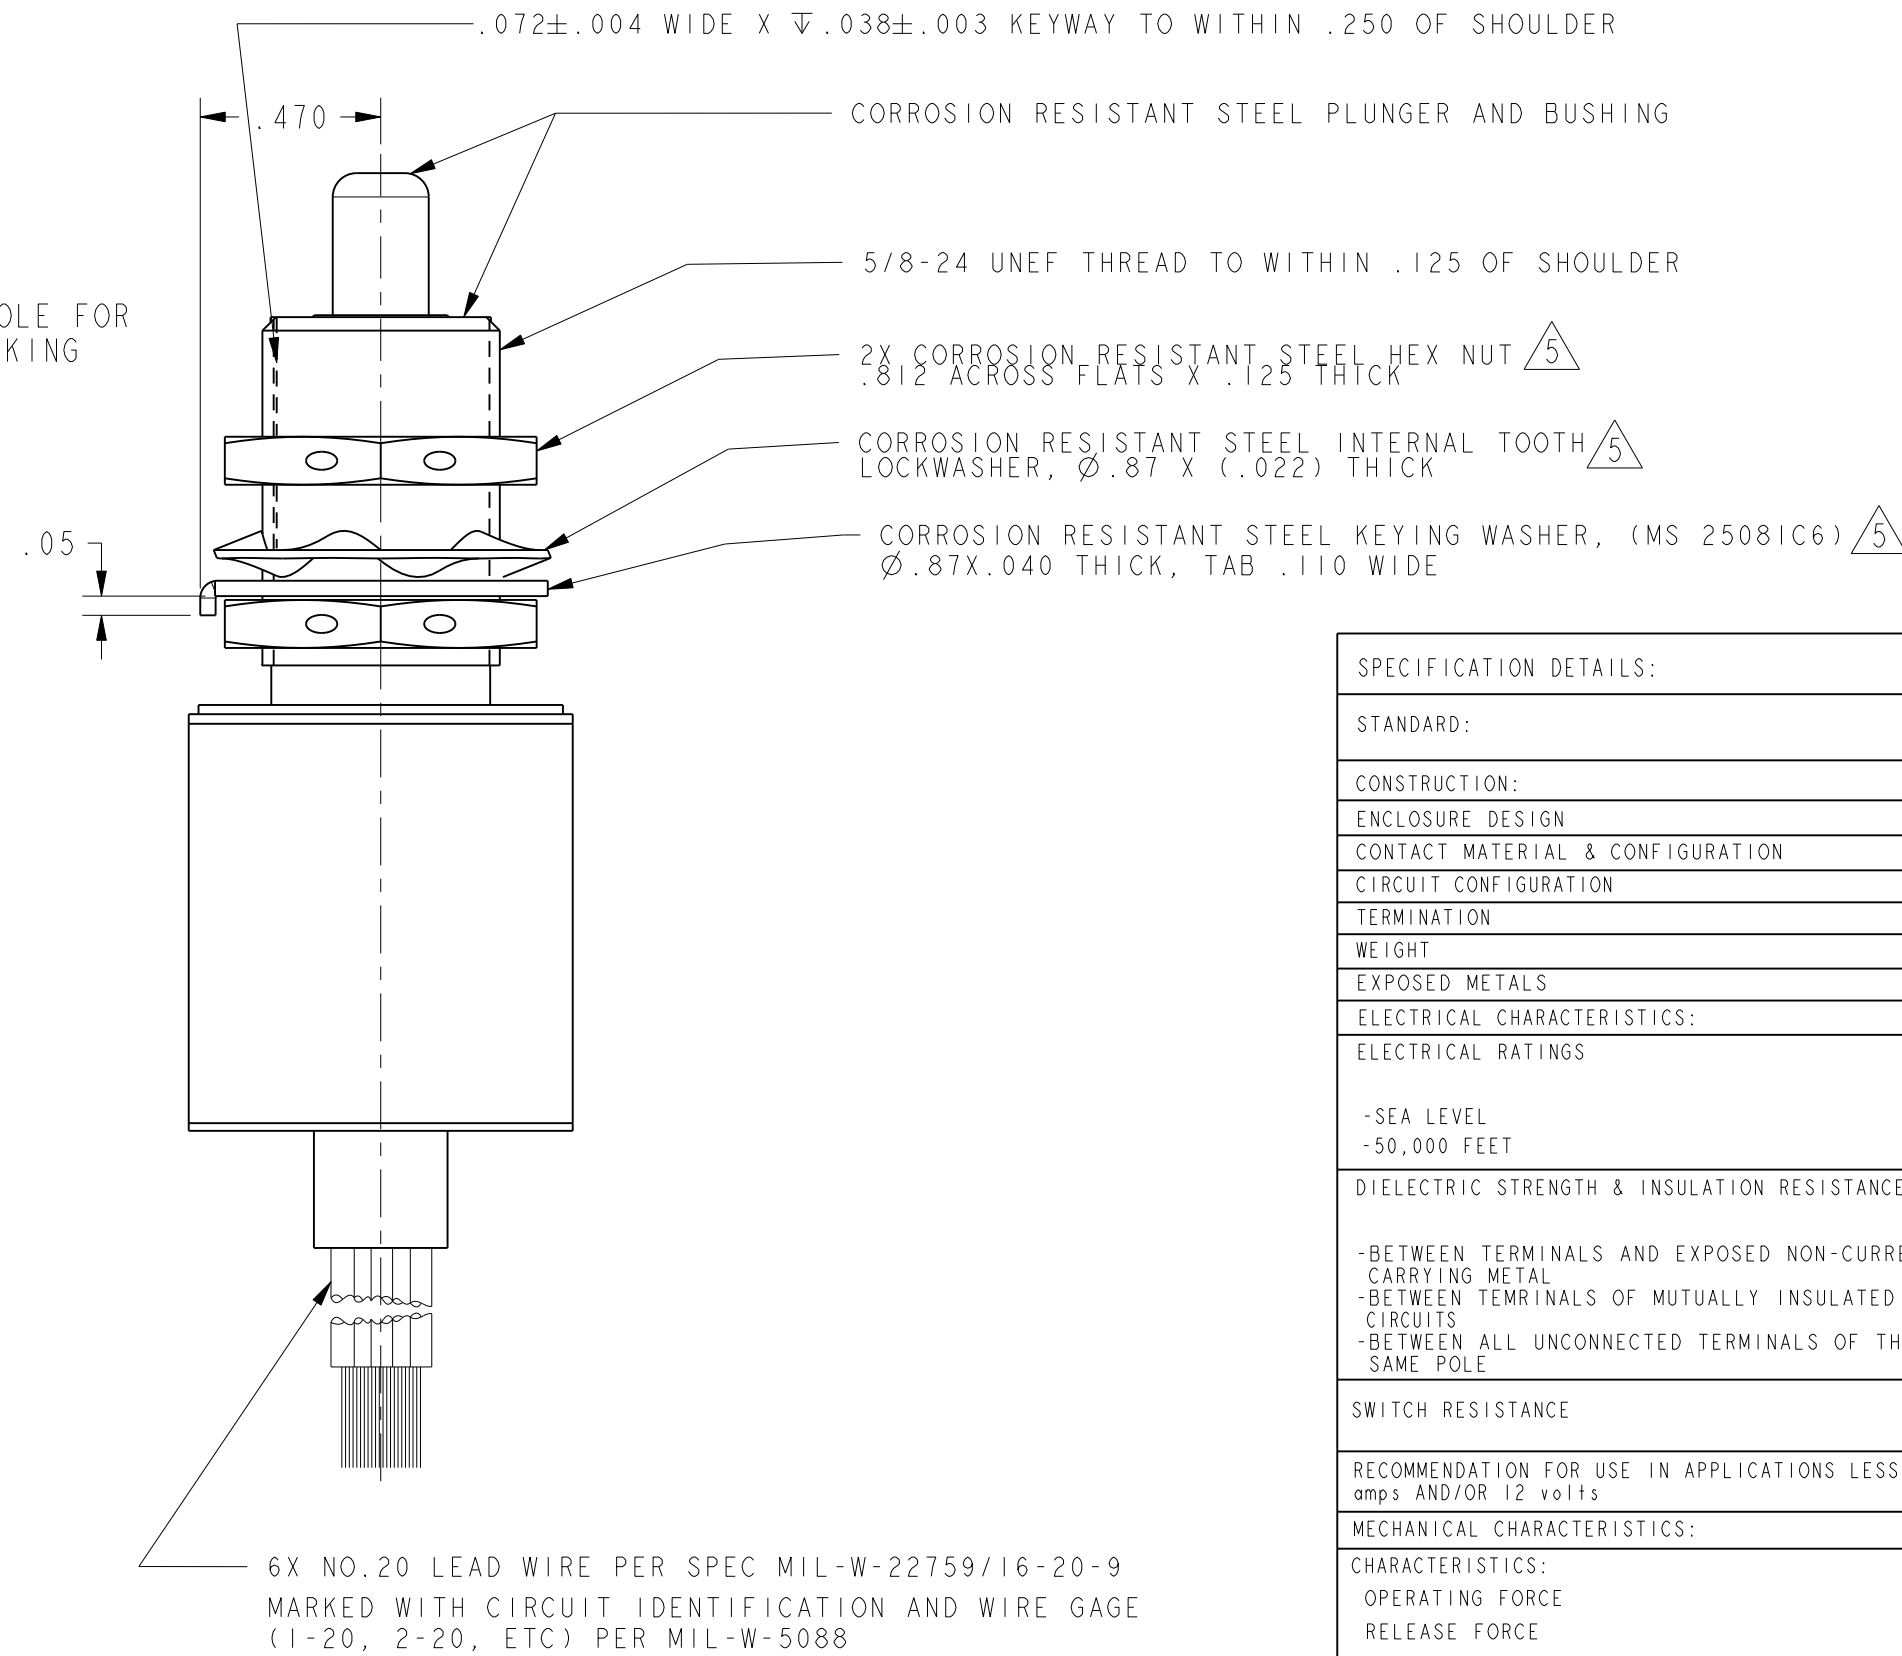 .072±.004 WIDE X ↧.038±.003 KEYWAY TO WITHIN .250 OF SHOULDER
.470
CORROSION RESISTANT STEEL PLUNGER AND BUSHING
5/8-24 UNEF THREAD TO WITHIN .125 OF SHOULDER
OLE FOR
KING
2X CORROSION RESISTANT STEEL HEX NUT 5
.812 ACROSS FLATS X .125 THICK
CORROSION RESISTANT STEEL INTERNAL TOOTH 5
LOCKWASHER, Ø.87 X (.022) THICK
.05
CORROSION RESISTANT STEEL KEYING WASHER, (MS 25081C6) 5
Ø.87X.040 THICK, TAB .110 WIDE
SPECIFICATION DETAILS:
STANDARD:
CONSTRUCTION:
ENCLOSURE DESIGN
CONTACT MATERIAL & CONFIGURATION
CIRCUIT CONFIGURATION
TERMINATION
WEIGHT
EXPOSED METALS
ELECTRICAL CHARACTERISTICS:
ELECTRICAL RATINGS
-SEA LEVEL
-50,000 FEET
DIELECTRIC STRENGTH & INSULATION RESISTANCE
-BETWEEN TERMINALS AND EXPOSED NON-CURRE
CARRYING METAL
-BETWEEN TEMRINALS OF MUTUALLY INSULATED
CIRCUITS
-BETWEEN ALL UNCONNECTED TERMINALS OF TH
SAME POLE
SWITCH RESISTANCE
RECOMMENDATION FOR USE IN APPLICATIONS LESS
amps AND/OR 12 volts
MECHANICAL CHARACTERISTICS:
CHARACTERISTICS:
OPERATING FORCE
RELEASE FORCE
6X NO.20 LEAD WIRE PER SPEC MIL-W-22759/16-20-9
MARKED WITH CIRCUIT IDENTIFICATION AND WIRE GAGE
(1-20, 2-20, ETC) PER MIL-W-5088